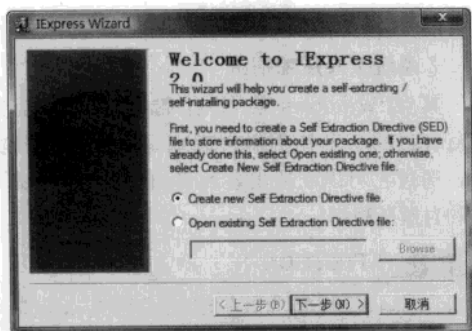 IExpress Wizard
Welcome to IExpress
2.0
This wizard will help you create a self-extracting /
self-installing package.
First, you need to create a Self Extraction Directive (SED)
file to store information about your package. If you have
already done this, select Open existing one; otherwise,
select Create New Self Extraction Directive file.
Create new Self Extraction Directive file.
Open existing Self Extraction Directive file:
Browse
<上一步(B) 下一步(N) > 取消